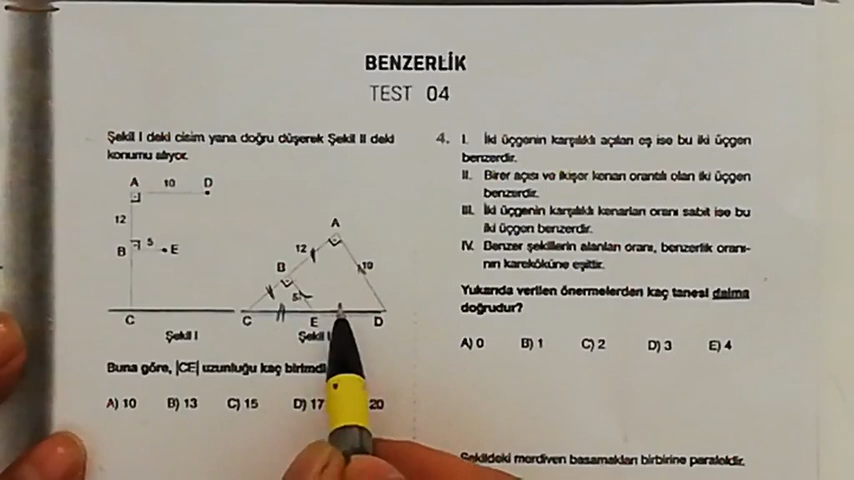 BENZERLİK
TEST 04
Şekil I deki cisim yana doğru düşerek Şekil II deki
konumu alıyor.
A 10 D
12
B 5 E
C
Şekil I
A
12
B
10
5
C E D
Şekil
Buna göre, |CE| uzunluğu kaç birimdi
A) 10 B) 13 C) 15 D) 17 20
4. I. İki üçgenin karşılıklı açıları eş ise bu iki üçgen
benzerdir.
II. Birer açısı ve ikişer kenarı orantılı olan iki üçgen
benzerdir.
III. İki üçgenin karşılıklı kenarları oranı sabit ise bu
iki üçgen benzerdir.
IV. Benzer şekillerin alanları oranı, benzerlik oranı-
nın kareköküne eşittir.
Yukarıda verilen önermelerden kaç tanesi daima
doğrudur?
A) 0 B) 1 C) 2 D) 3 E) 4
Şekildeki merdiven basamakları birbirine paraleldir.